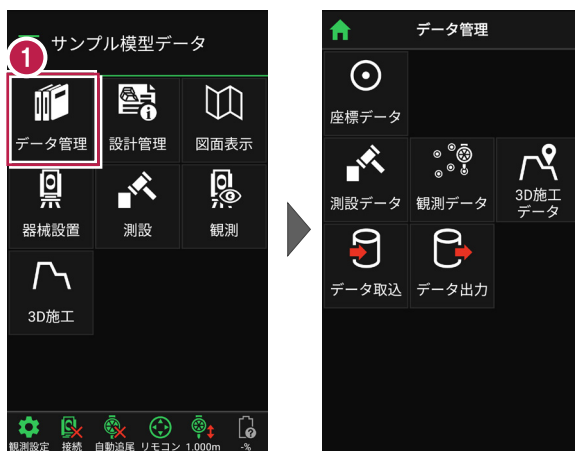 サンプル模型データ
1
データ管理 設計管理 図面表示
器械設置 測設 観測
3D施工
観測設定 接続 自動追尾 リモコン 1.000m -%
データ管理
座標データ
測設データ 観測データ 3D施工
データ
データ取込 データ出力